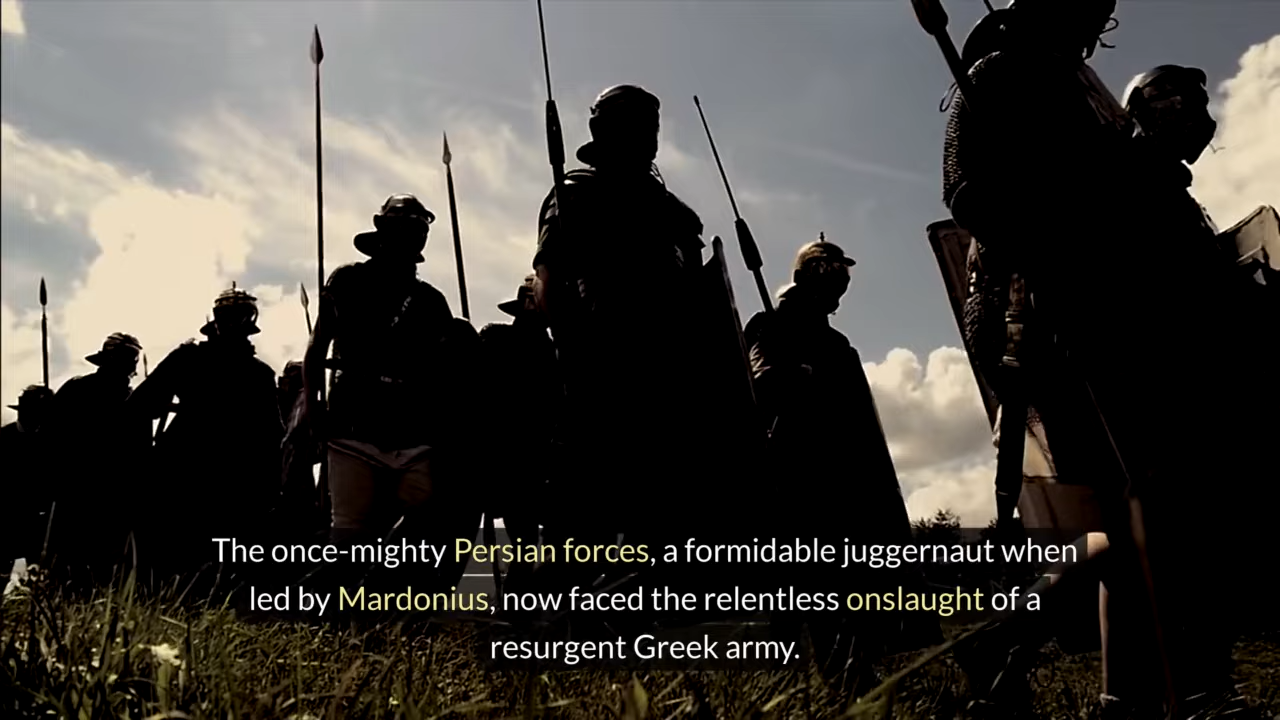 The once-mighty Persian forces, a formidable juggernaut when
led by Mardonius, now faced the relentless onslaught of a
resurgent Greek army.